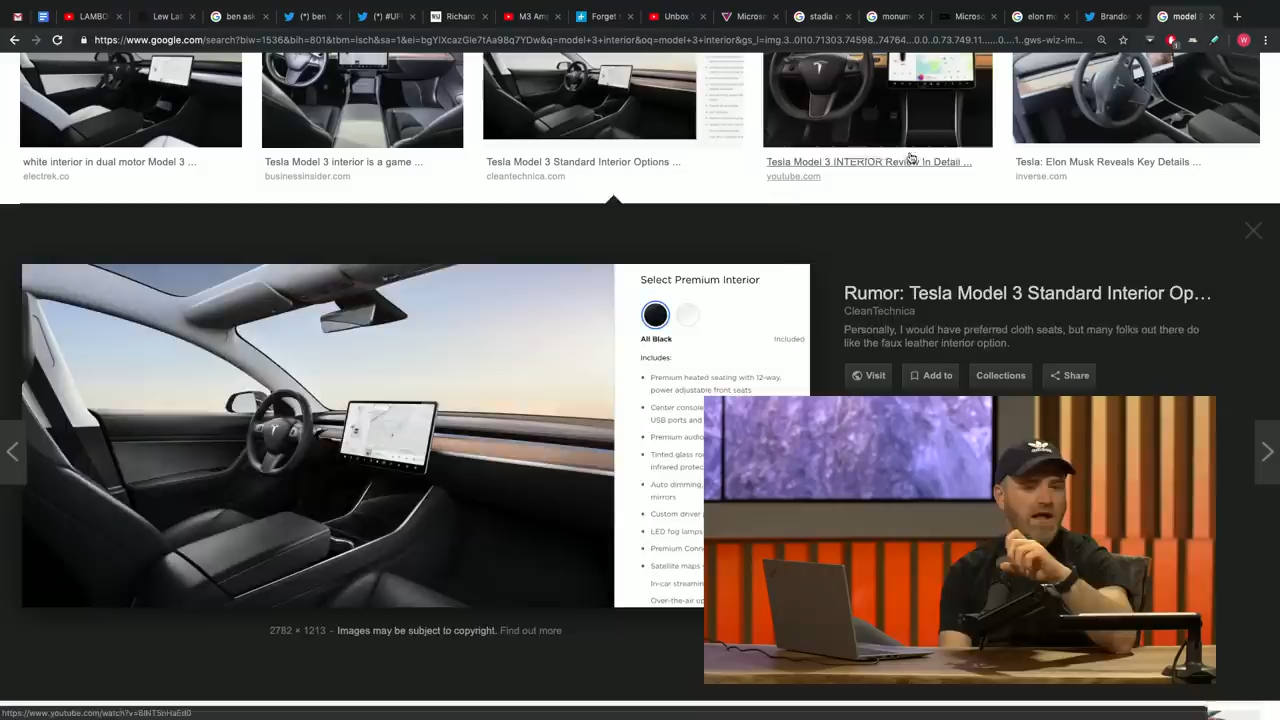 LAMBO
Lew La
ben ask
(*) ben
(*) #UFI
Richard
M3 Am
Forget s
Unbox
Micros
stadia c
monum
Microso
elon mo
Brandor
model
https://www.google.com/search?biw=1536&bih=801&tbm=isch&sa=1&ei=bgYlXcazGle7tAa98q7YDw&q=model+3+interior&oq=model+3+interior&gs_l=img.3..0l10.71303.74598..74764...0.0..0.73.749.11......0....1..gws-wiz-im...
white interior in dual motor Model 3 ...
electrek.co
Tesla Model 3 interior is a game ...
businessinsider.com
Tesla Model 3 Standard Interior Options ...
cleantechnica.com
Tesla Model 3 INTERIOR Review In Detail ...
youtube.com
Tesla: Elon Musk Reveals Key Details ...
inverse.com
Select Premium Interior
All Black Included
Includes:
Premium heated seating with 12-way,
power adjustable front seats
Center console
USB ports and
Premium audio
Tinted glass ro
infrared protec
Auto dimming,
mirrors
Custom driver
LED fog lamps
Premium Conn
Satellite maps
In-car streamin
Over-the-air up
Rumor: Tesla Model 3 Standard Interior Op...
CleanTechnica
Personally, I would have preferred cloth seats, but many folks out there do
like the faux leather interior option.
Visit
Add to
Collections
Share
2782 × 1213 - Images may be subject to copyright. Find out more
https://www.youtube.com/watch?v=6INT5nHaEd0